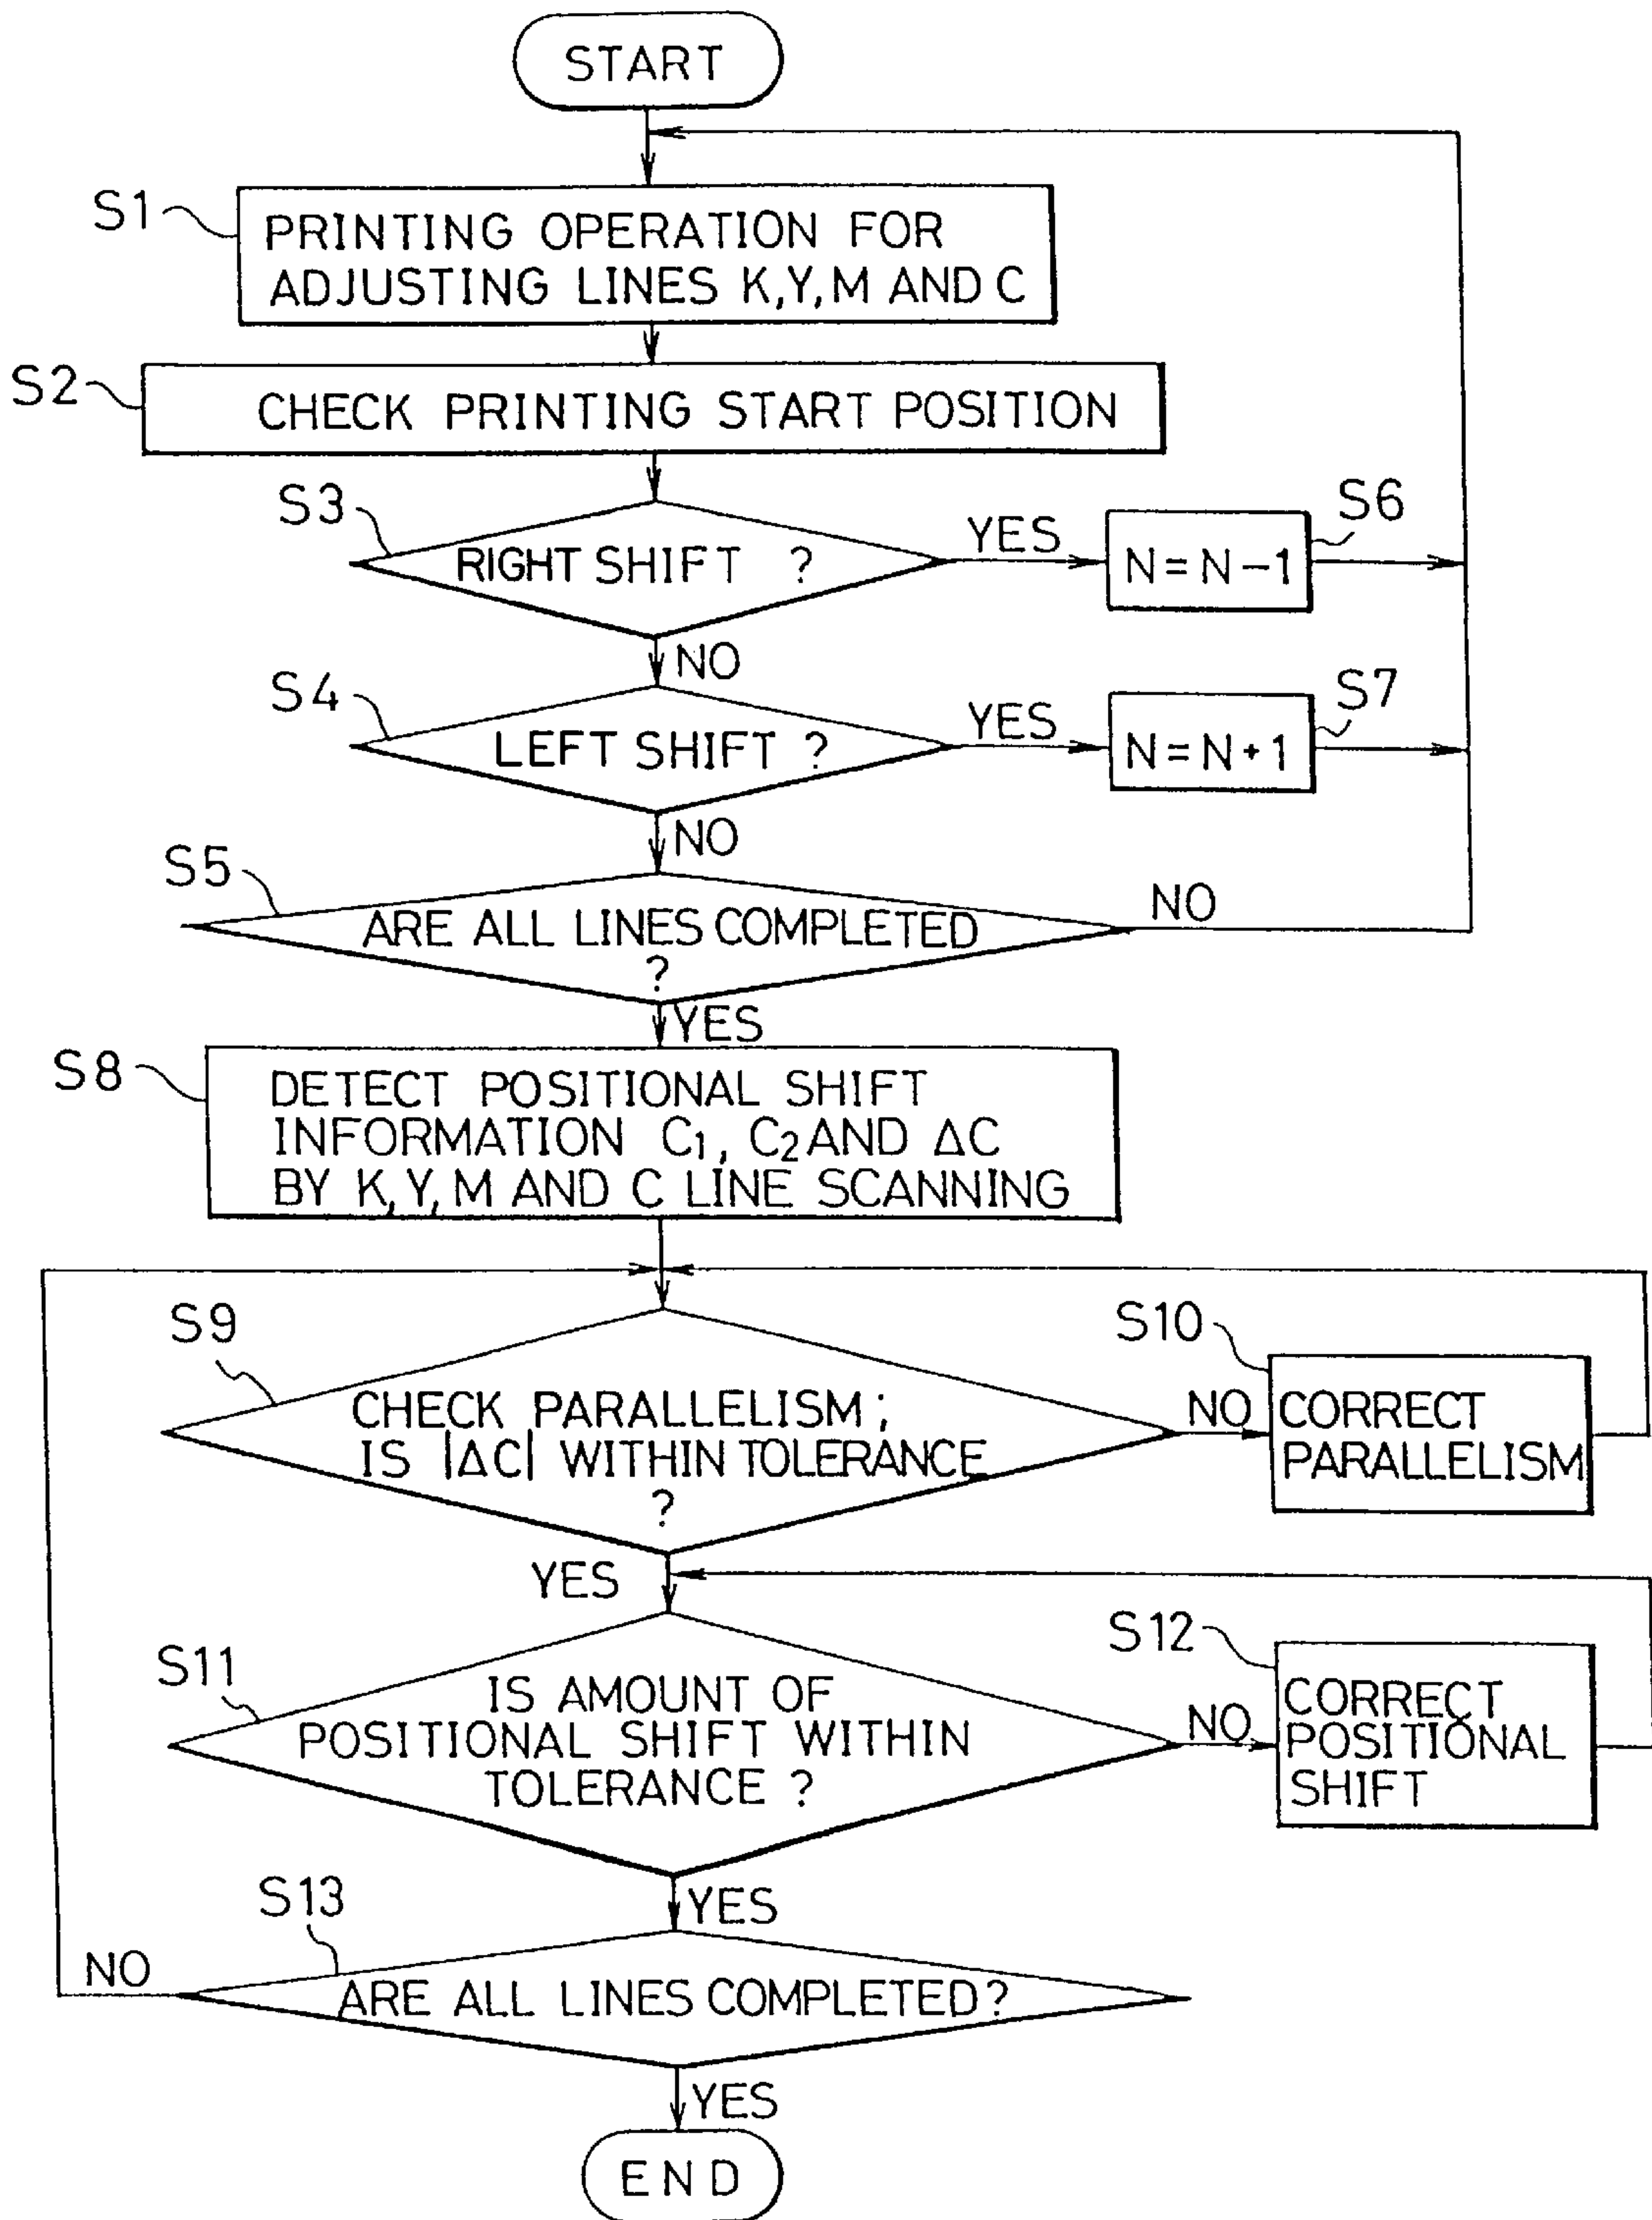 START
S1
PRINTING OPERATION FOR
ADJUSTING LINES K,Y,M AND C
S2
CHECK PRINTING START POSITION
S3
RIGHT SHIFT ?
YES
S6
N=N-1
NO
S4
LEFT SHIFT ?
YES
S7
N=N+1
NO
S5
ARE ALL LINES COMPLETED
?
NO
YES
S8
DETECT POSITIONAL SHIFT
INFORMATION C1, C2 AND ΔC
BY K,Y,M AND C LINE SCANNING
S9
CHECK PARALLELISM;
IS |ΔC| WITHIN TOLERANCE
?
NO
S10
CORRECT
PARALLELISM
YES
S11
IS AMOUNT OF
POSITIONAL SHIFT WITHIN
TOLERANCE ?
NO
S12
CORRECT
POSITIONAL
SHIFT
YES
S13
ARE ALL LINES COMPLETED?
NO
YES
END